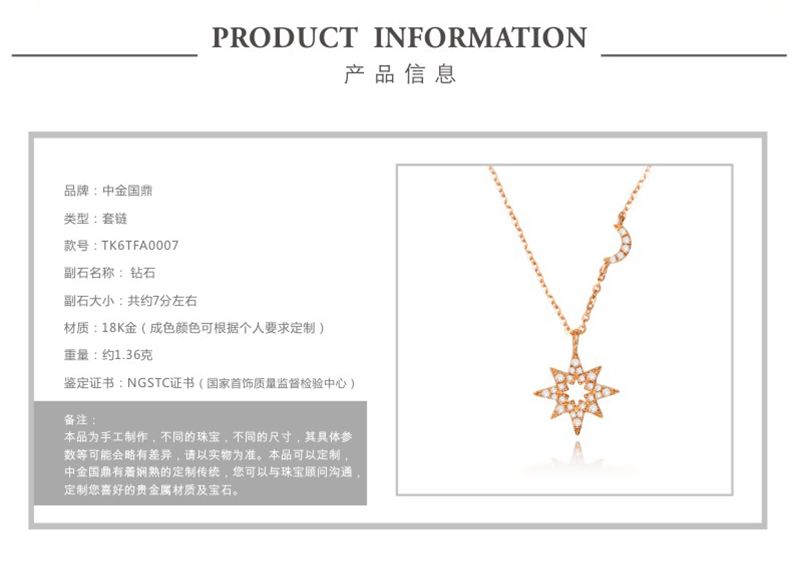 PRODUCT INFORMATION
产品信息
品牌：中金国鼎
类型：套链
款号：TK6TFA0007
副石名称： 钻石
副石大小：共约7分左右
材质：18K金（成色颜色可根据个人要求定制）
重量：约1.36克
鉴定证书：NGSTC证书（国家首饰质量监督检验中心）
备注：
本品为手工制作，不同的珠宝，不同的尺寸，其具体参
数等可能会略有差异，请以实物为准。本品可以定制，
中金国鼎有着娴熟的定制传统，您可以与珠宝顾问沟通，
定制您喜好的贵金属材质及宝石。